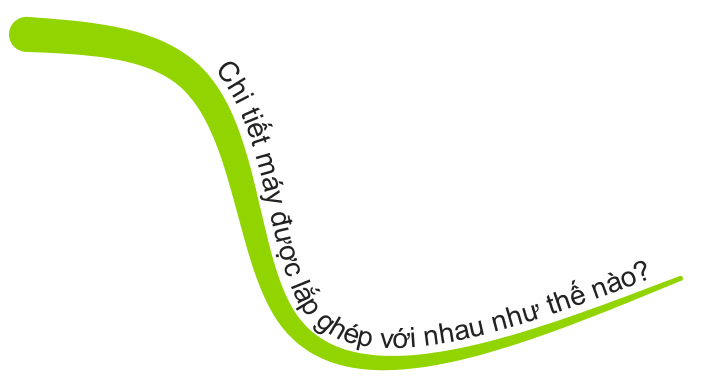 Chi tiết máy được lắp ghép với nhau như thế nào?